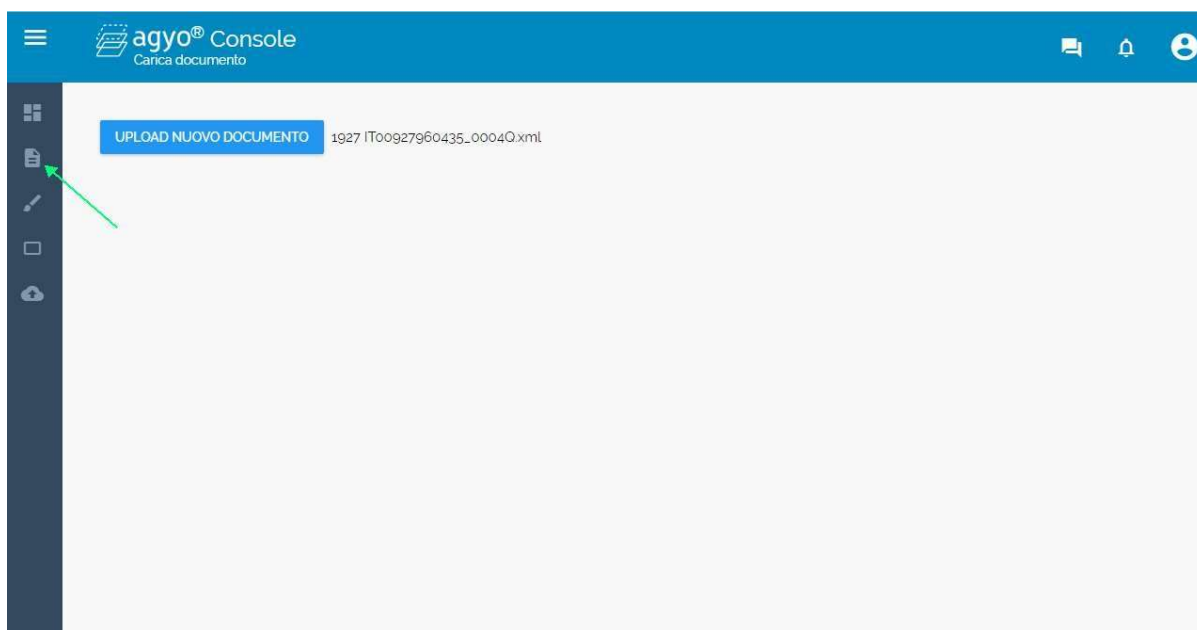 agyo® Console
Carica documento
UPLOAD NUOVO DOCUMENTO 1927 IT00927960435_0004Q.xml